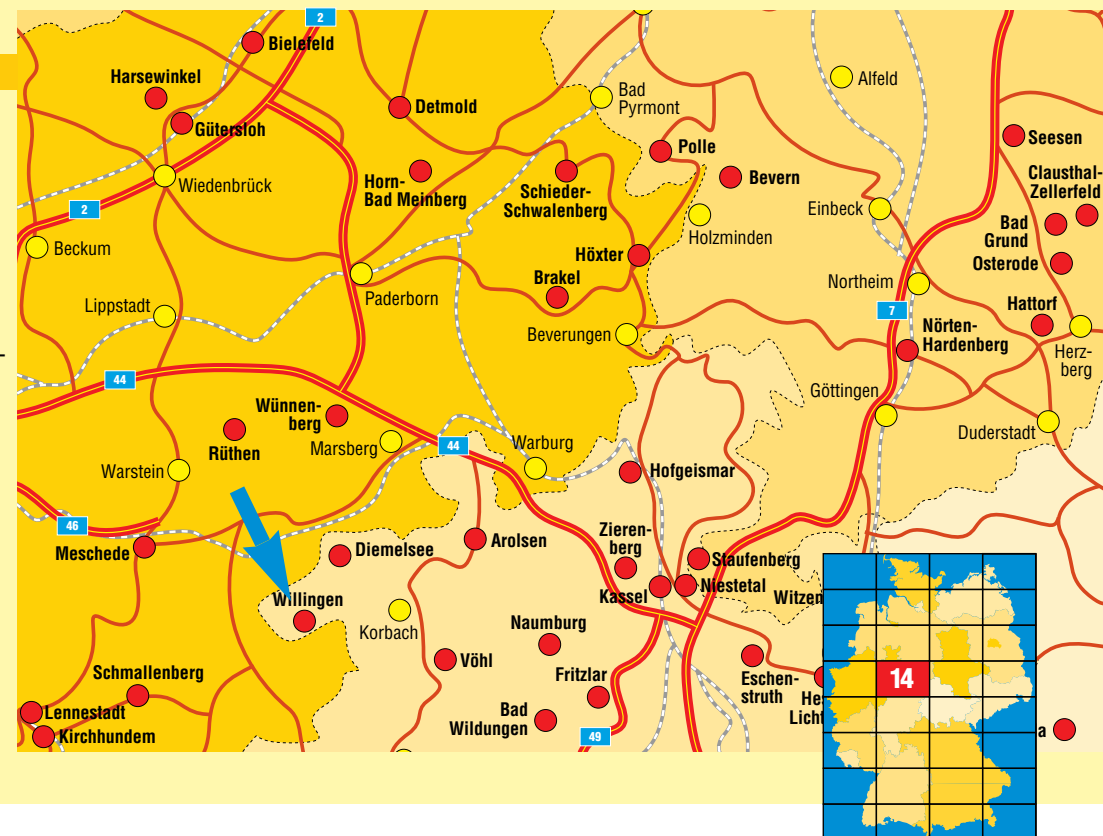 2
Bielefeld
Harsewinkel
Alfeld
Bad
Pyrmont
Detmold
Gütersloh
Seesen
Polle
Wiedenbrück
Horn-
Bad Meinberg
Schieder-
Schwalenberg
Bevern
Clausthal-
Zellerfeld
2
Einbeck
Bad
Grund
Holzminden
Beckum
Höxter
Osterode
Brakel
Paderborn
Northeim
Lippstadt
7
Hattorf
Beverungen
Nörten-
Hardenberg
Herz-
berg
44
Göttingen
Wünnen-
berg
Marsberg
44
Warburg
Duderstadt
Rüthen
Warstein
Hofgeismar
46
Meschede
Diemelsee
Arolsen
Zieren-
berg
Staufenberg
Kassel
Niestetal
Witzen
Willingen
Korbach
Naumburg
Vöhl
Fritzlar
Eschen-
struth
14
Hes
Licht
Schmallenberg
Lennestadt
Kirchhundem
Bad
Wildungen
49
a